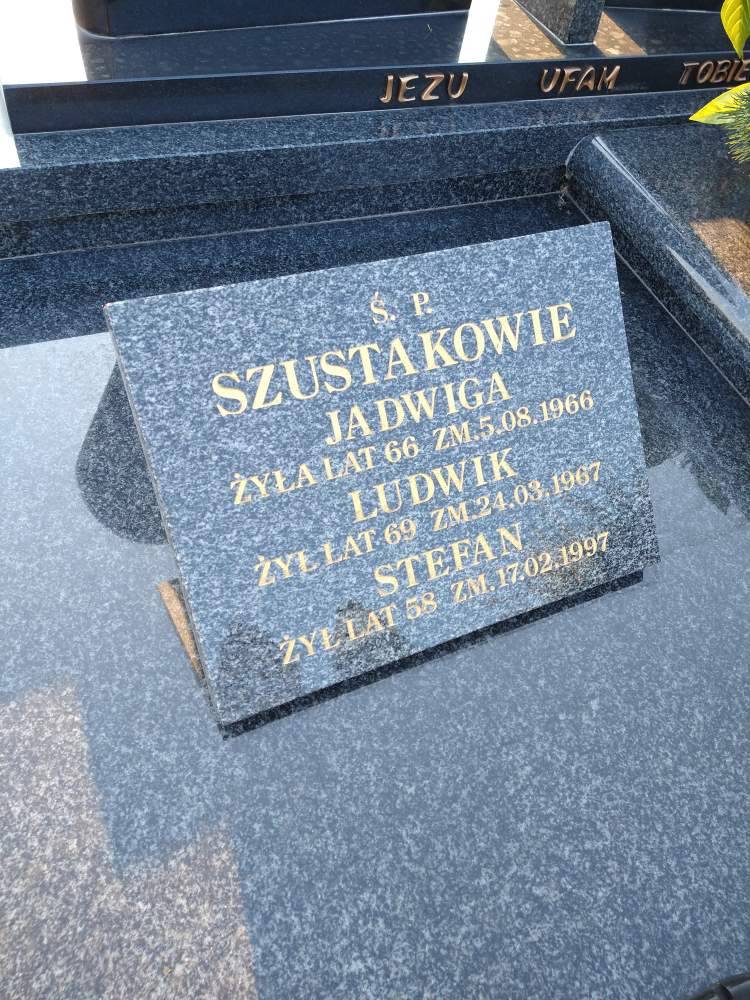 JEZU UFAM TOBIE
Ś. P.
SZUSTAKOWIE
JADWIGA
ŻYŁA LAT 66 ZM.5.08.1966
LUDWIK
ŻYŁ LAT 69 ZM.24.03.1967
STEFAN
ŻYŁ LAT 58 ZM.17.02.1997